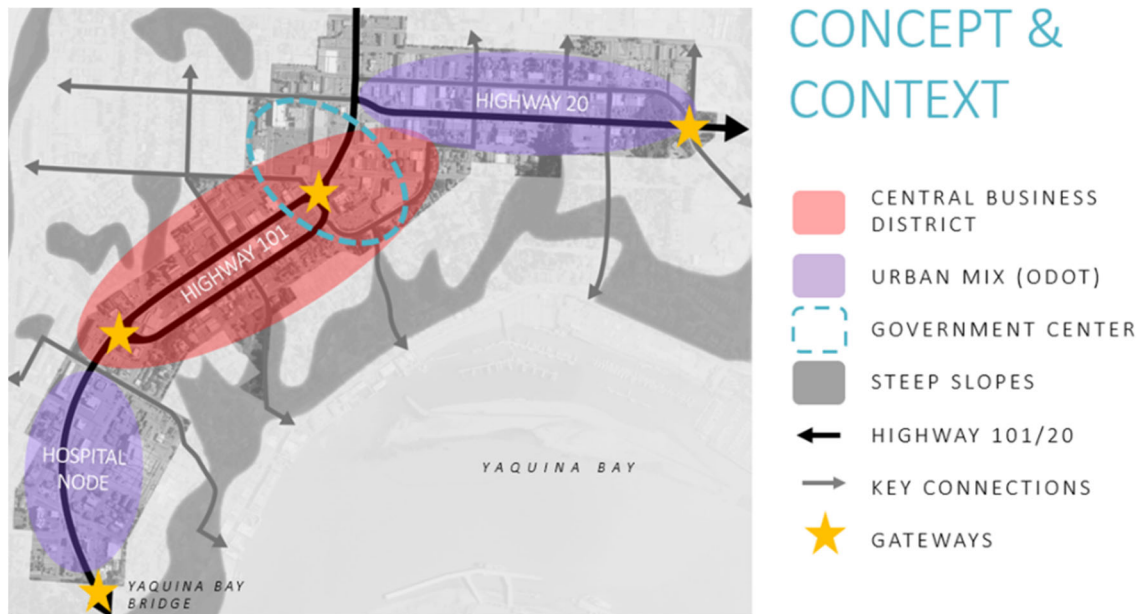 CONCEPT &
CONTEXT
HIGHWAY 20
HIGHWAY 101
HOSPITAL
NODE
YAQUINA BAY
YAQUINA BAY
BRIDGE
CENTRAL BUSINESS
DISTRICT
URBAN MIX (ODOT)
GOVERNMENT CENTER
STEEP SLOPES
HIGHWAY 101/20
KEY CONNECTIONS
GATEWAYS